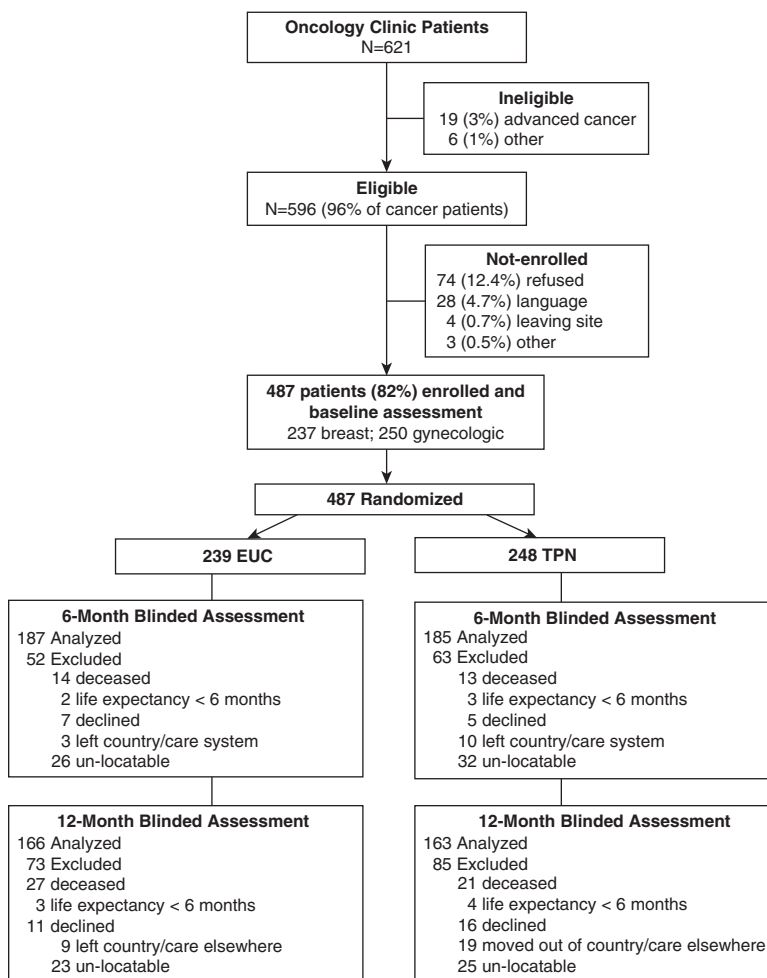 Oncology Clinic Patients
N=621
Ineligible
19 (3%) advanced cancer
6 (1%) other
Eligible
N=596 (96% of cancer patients)
Not-enrolled
74 (12.4%) refused
28 (4.7%) language
4 (0.7%) leaving site
3 (0.5%) other
487 patients (82%) enrolled and
baseline assessment
237 breast; 250 gynecologic
487 Randomized
239 EUC
248 TPN
6-Month Blinded Assessment
187 Analyzed
52 Excluded
14 deceased
2 life expectancy < 6 months
7 declined
3 left country/care system
26 un-locatable
6-Month Blinded Assessment
185 Analyzed
63 Excluded
13 deceased
3 life expectancy < 6 months
5 declined
10 left country/care system
32 un-locatable
12-Month Blinded Assessment
166 Analyzed
73 Excluded
27 deceased
3 life expectancy < 6 months
11 declined
9 left country/care elsewhere
23 un-locatable
12-Month Blinded Assessment
163 Analyzed
85 Excluded
21 deceased
4 life expectancy < 6 months
16 declined
19 moved out of country/care elsewhere
25 un-locatable